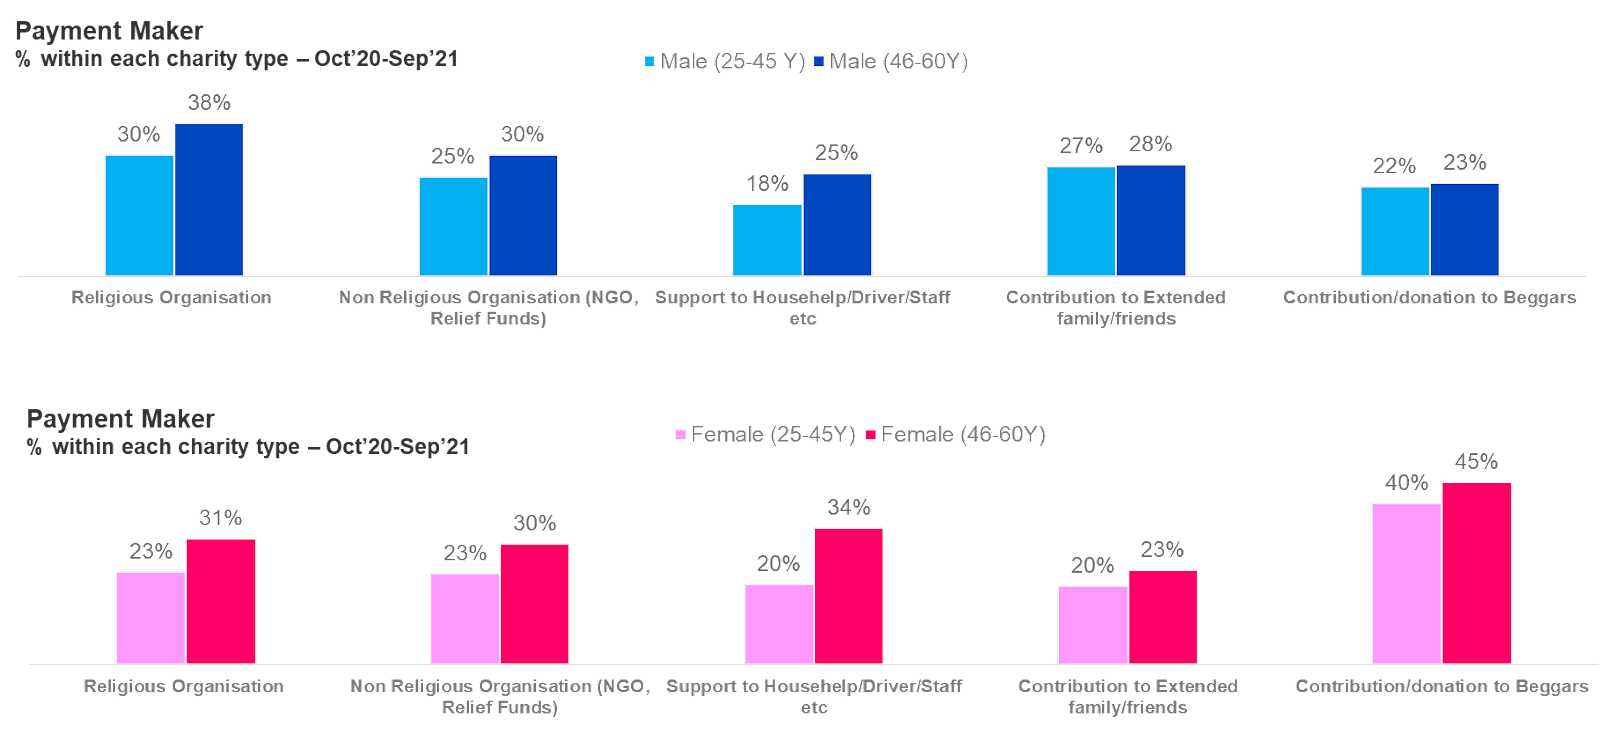 Payment Maker
% within each charity type – Oct’20-Sep’21
Male (25-45 Y) Male (46-60Y)
38%
30%
30%
25%
25%
18%
27%
28%
22%
23%
Religious Organisation
Non Religious Organisation (NGO,
Relief Funds)
Support to Househelp/Driver/Staff
etc
Contribution to Extended
family/friends
Contribution/donation to Beggars
Payment Maker
% within each charity type – Oct’20-Sep’21
Female (25-45Y) Female (46-60Y)
23%
31%
23%
30%
20%
34%
20%
23%
40%
45%
Religious Organisation
Non Religious Organisation (NGO,
Relief Funds)
Support to Househelp/Driver/Staff
etc
Contribution to Extended
family/friends
Contribution/donation to Beggars